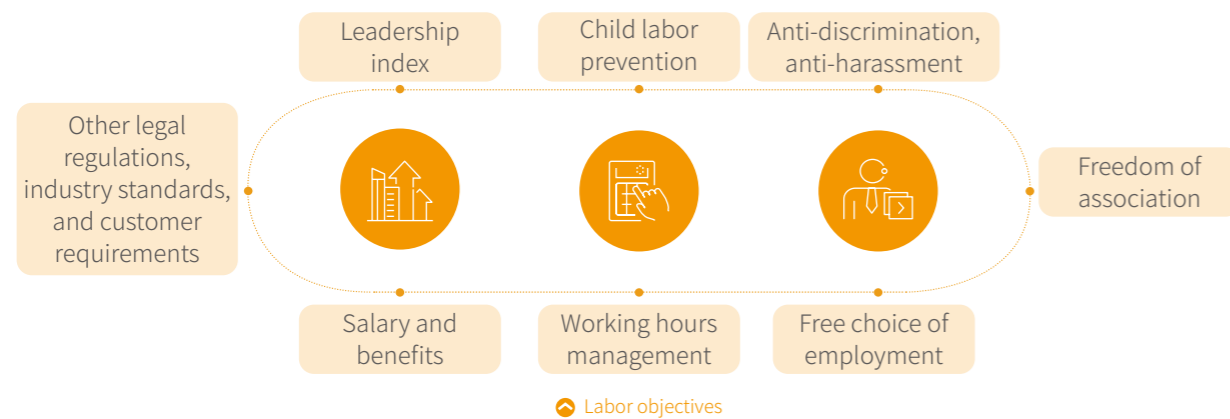 Leadership
index
Child labor
prevention
Anti-discrimination,
anti-harassment
Other legal
regulations,
industry standards,
and customer
requirements
Freedom of
association
Salary and
benefits
Working hours
management
Free choice of
employment
Labor objectives